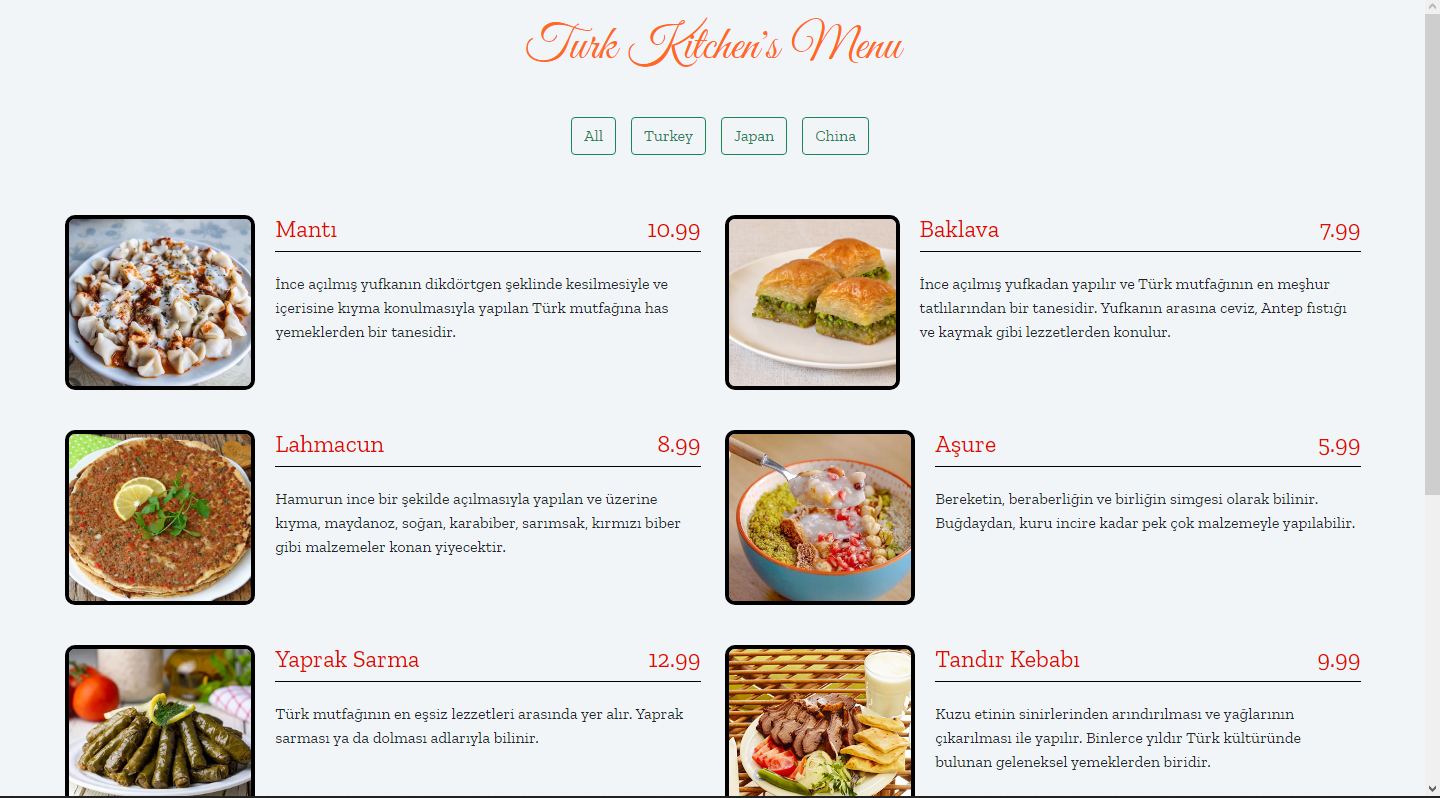 Turk Kitchen's Menu
All Turkey Japan China
Mantı 10.99
İnce açılmış yufkanın dikdörtgen şeklinde kesilmesiyle ve
içerisine kıyma konulmasıyla yapılan Türk mutfağına has
yemeklerden bir tanesidir.
Baklava 7.99
İnce açılmış yufkadan yapılır ve Türk mutfağının en meşhur
tatlılarından bir tanesidir. Yufkanın arasına ceviz, Antep fıstığı
ve kaymak gibi lezzetlerden konulur.
Lahmacun 8.99
Hamurun ince bir şekilde açılmasıyla yapılan ve üzerine
kıyma, maydanoz, soğan, karabiber, sarımsak, kırmızı biber
gibi malzemeler konan yiyecektir.
Aşure 5.99
Bereketin, beraberliğin ve birliğin simgesi olarak bilinir.
Buğdaydan, kuru incire kadar pek çok malzemeyle yapılabilir.
Yaprak Sarma 12.99
Türk mutfağının en eşsiz lezzetleri arasında yer alır. Yaprak
sarması ya da dolması adlarıyla bilinir.
Tandır Kebabı 9.99
Kuzu etinin sinirlerinden arındırılması ve yağlarının
çıkarılması ile yapılır. Binlerce yıldır Türk kültüründe
bulunan geleneksel yemeklerden biridir.